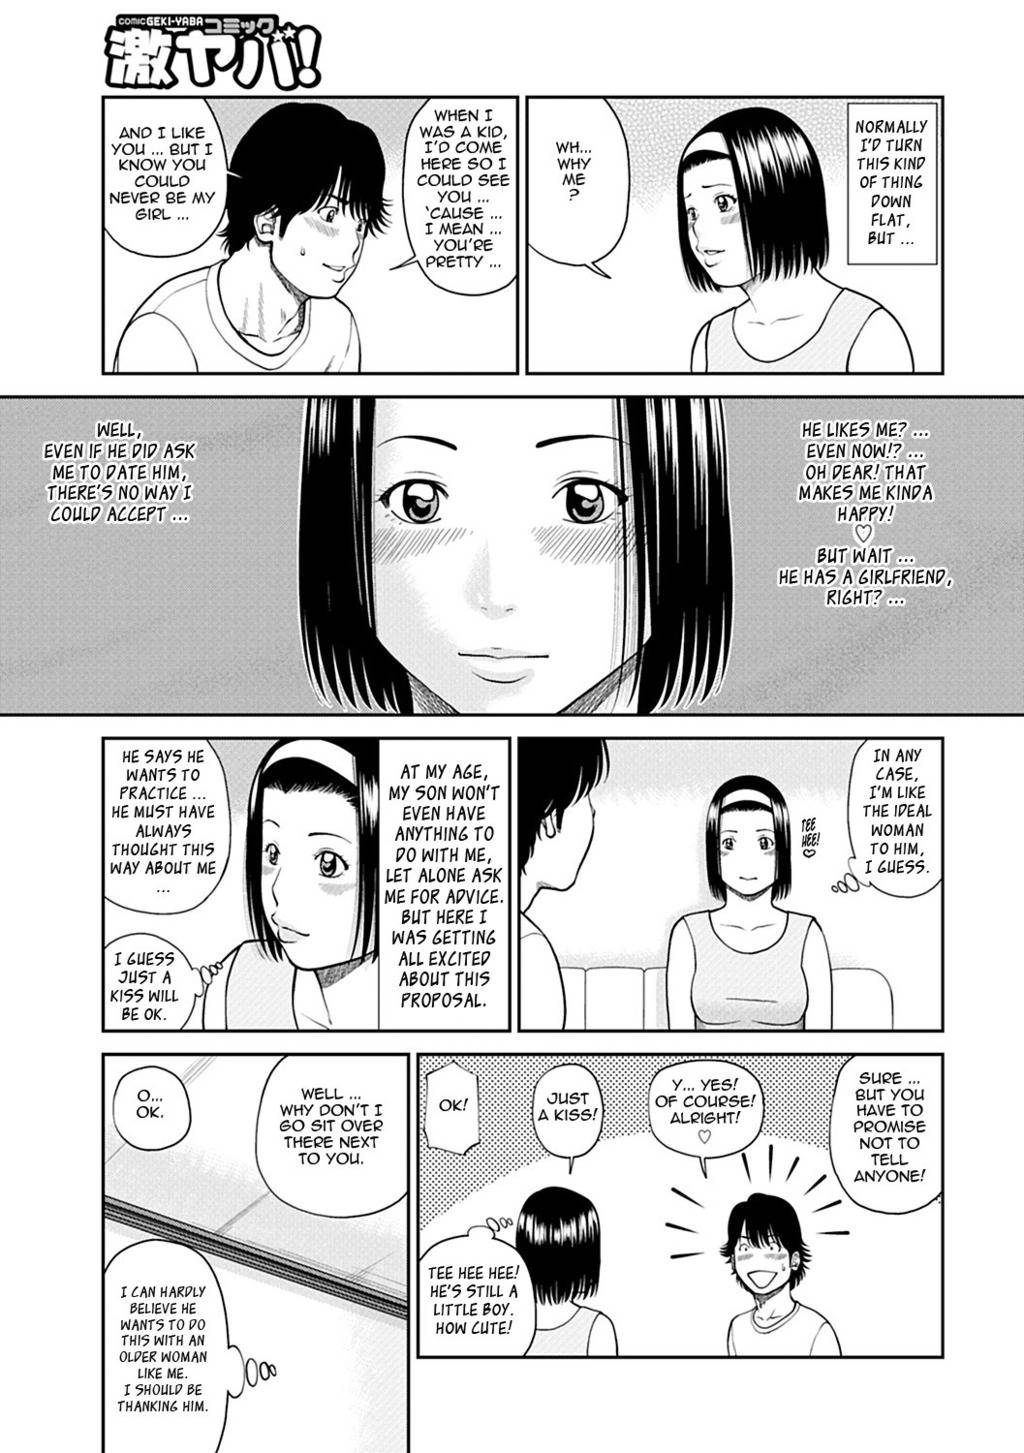 COMIC GEKI-YABA コミック
激ヤバ!
NORMALLY
I'D TURN
THIS KIND
OF THING
DOWN
FLAT,
BUT ...
WH...
WHY
ME
?
WHEN I
WAS A KID,
I'D COME
HERE SO I
COULD SEE
YOU ...
'CAUSE ...
I MEAN ...
YOU'RE
PRETTY ...
AND I LIKE
YOU ... BUT I
KNOW YOU
COULD
NEVER BE MY
GIRL ...
HE LIKES ME? ...
EVEN NOW!? ...
OH DEAR! THAT
MAKES ME KINDA
HAPPY!
♡
BUT WAIT ...
HE HAS A GIRLFRIEND,
RIGHT? ...
WELL,
EVEN IF HE DID ASK
ME TO DATE HIM,
THERE'S NO WAY I
COULD ACCEPT ...
IN ANY
CASE,
I'M LIKE
THE IDEAL
WOMAN
TO HIM,
I GUESS.
TEE
HEE!
♡
AT MY AGE,
MY SON WON'T
EVEN HAVE
ANYTHING TO
DO WITH ME,
LET ALONE ASK
ME FOR ADVICE.
BUT HERE I
WAS GETTING
ALL EXCITED
ABOUT THIS
PROPOSAL.
HE SAYS HE
WANTS TO
PRACTICE ...
HE MUST HAVE
ALWAYS
THOUGHT THIS
WAY ABOUT ME
...
I GUESS
JUST A
KISS WILL
BE OK.
SURE ...
BUT YOU
HAVE TO
PROMISE
NOT TO
TELL
ANYONE!
Y... YES!
OF COURSE!
ALRIGHT!
♡
JUST
A KISS!
OK!
TEE HEE HEE!
HE'S STILL A
LITTLE BOY.
HOW CUTE!
WELL ...
WHY DON'T I
GO SIT OVER
THERE NEXT
TO YOU.
O...
OK.
I CAN HARDLY
BELIEVE HE
WANTS TO DO
THIS WITH AN
OLDER WOMAN
LIKE ME.
I SHOULD BE
THANKING HIM.